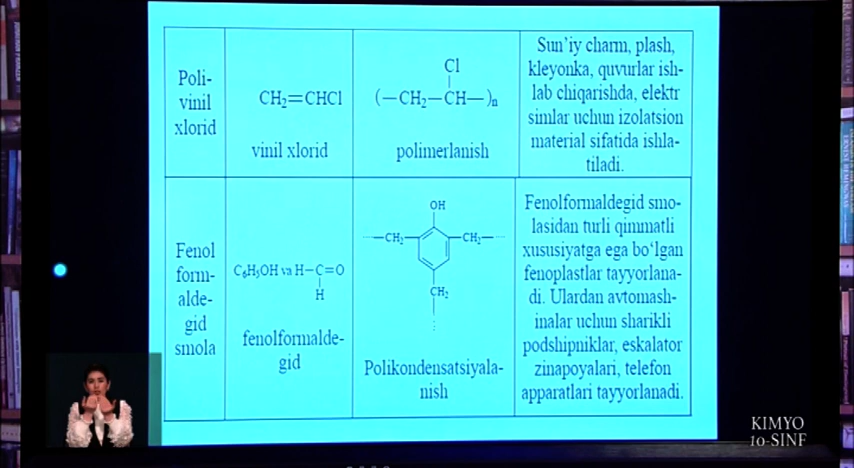 Poli-
vinil
xlorid
CH₂=CHCl
vinil xlorid
Cl
(—CH₂—CH—)n
polimerlanish
Sun'iy charm, plash,
kleyonka, quvurlar ish-
lab chiqarishda, elektr
simlar uchun izolatsion
material sifatida ishla-
tiladi.
Fenol
form-
alde-
gid
smola
C₆H₅OH va H—C=O
H
fenolformalde-
gid
OH
—CH₂
—CH₂—
CH₂
Polikondensatsiyala-
nish
Fenolformaldegid smo-
lasidan turli qimmatli
xususiyatga ega bo‘lgan
fenoplastlar tayyorlana-
di. Ulardan avtomash-
inalar uchun sharikli
podshipniklar, eskalator
zinapoyalari, telefon
apparatlari tayyorlanadi.
KIMYO
10-SINF